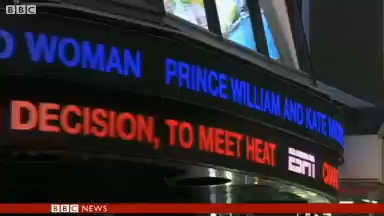 BBC
D WOMAN PRINCE WILLIAM AND KATE
DECISION, TO MEET HEAT ESPN
BBC NEWS